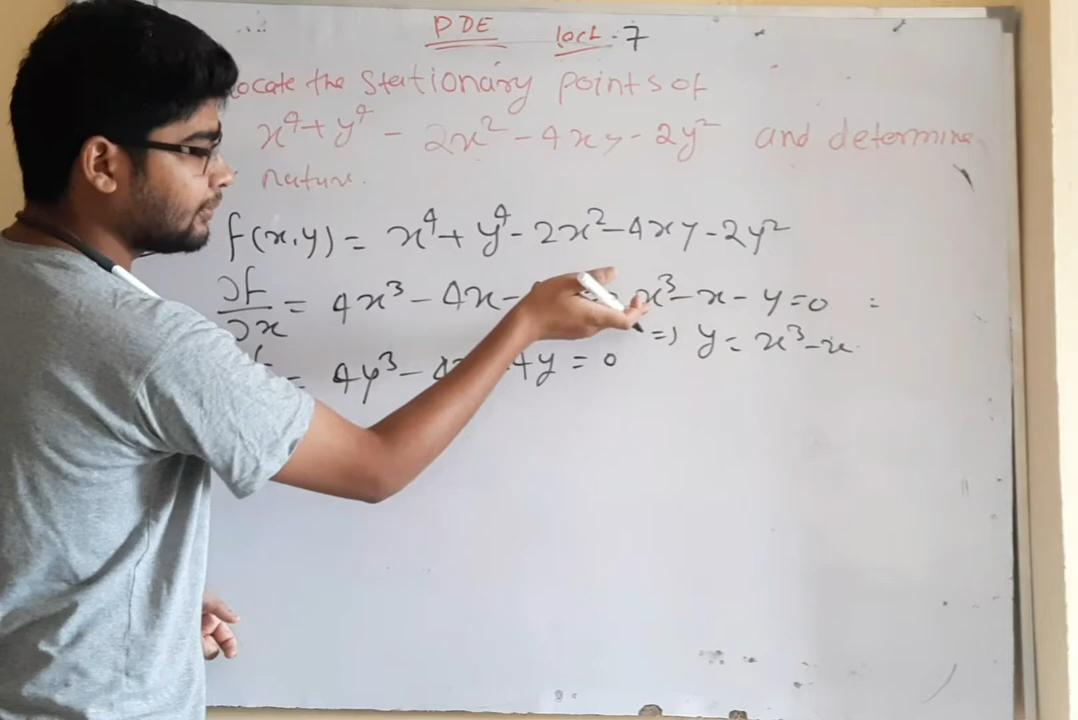 PDE Lect. 7
ocate the stationary points of
x⁴ + y⁴ - 2x² - 4xy - 2y² and determine
nature.
f(x,y) = x⁴ + y⁴ - 2x² - 4xy - 2y²
∂f/∂x = 4x³ - 4x - x³ - x - y = 0 =
=) y = x³ - x
= 4y³ - 4 4y = 0